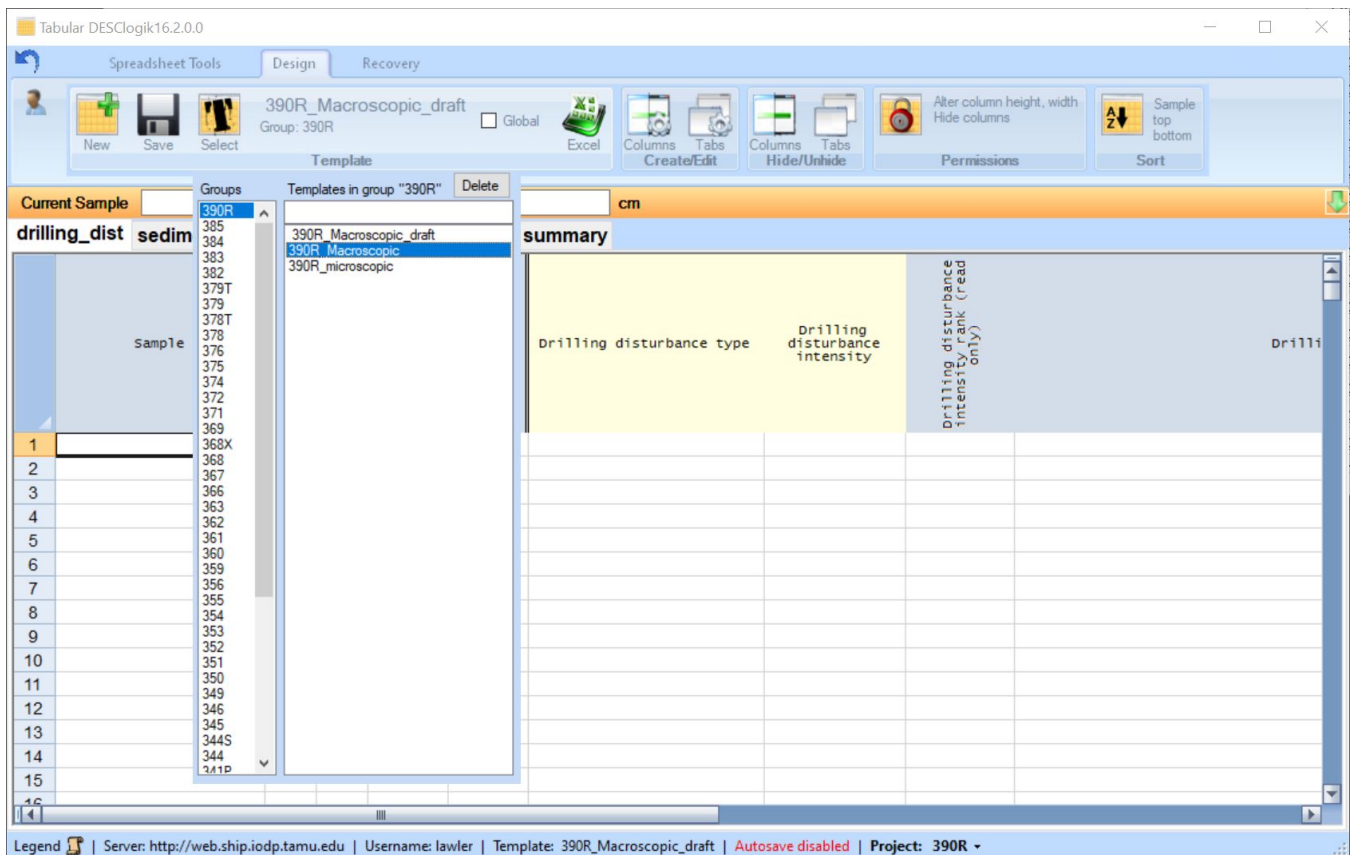 Tabular DESClogik16.2.0.0
Spreadsheet Tools
Design
Recovery
New
Save
Select
390R_Macroscopic_draft
Group: 390R
Global
Excel
Template
Columns
Tabs
Create/Edit
Columns
Tabs
Hide/Unhide
Alter column height, width
Hide columns
Permissions
Sample
top
bottom
Sort
Current Sample
cm
drilling_dist
sedim
summary
Groups
Templates in group "390R"
Delete
390R
385
384
383
382
379T
379
378T
378
376
375
374
372
371
369
368X
368
367
366
363
362
361
360
359
356
355
354
353
352
351
350
349
346
345
344S
344
341P
390R_Macroscopic_draft
390R_Macroscopic
390R_microscopic
Sample
Drilling disturbance type
Drilling
disturbance
intensity
Drilling disturbance
intensity rank (read
only)
Drilli
1
2
3
4
5
6
7
8
9
10
11
12
13
14
15
16
Legend | Server: http://web.ship.iodp.tamu.edu | Username: lawler | Template: 390R_Macroscopic_draft | Autosave disabled | Project: 390R